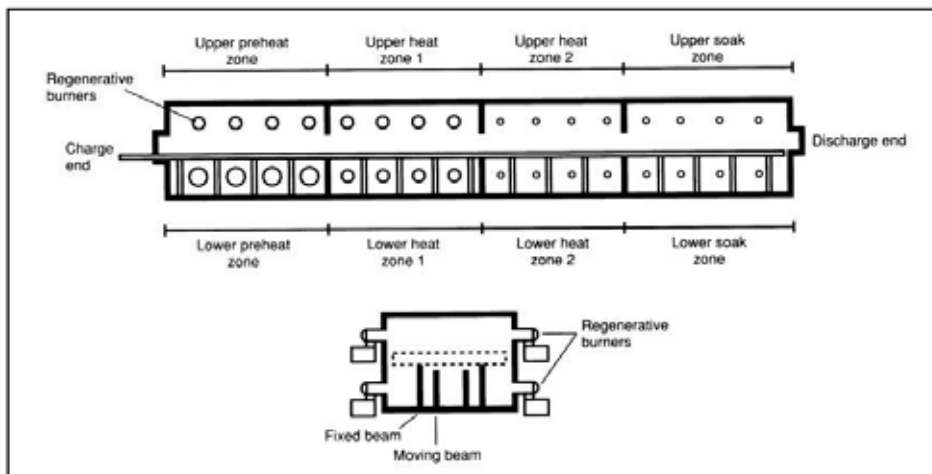 Upper preheat
zone
Upper heat
zone 1
Upper heat
zone 2
Upper soak
zone
Regenerative
burners
Charge
end
Discharge end
Lower preheat
zone
Lower heat
zone 1
Lower heat
zone 2
Lower soak
zone
Regenerative
burners
Fixed beam
Moving beam